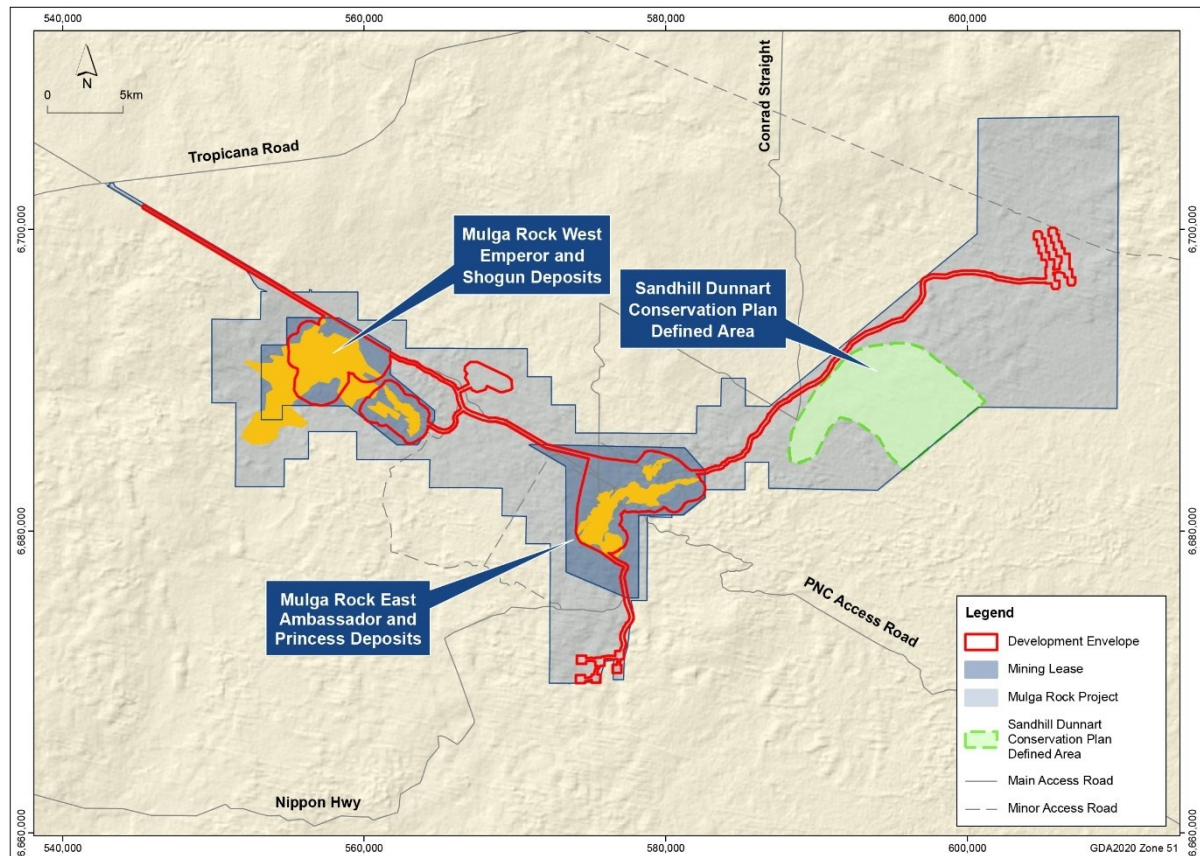 540,000
560,000
580,000
600,000
N
0 5km
Tropicana Road
Conrad Straight
6,700,000
6,700,000
Mulga Rock West
Emperor and
Shogun Deposits
Sandhill Dunnart
Conservation Plan
Defined Area
6,680,000
6,680,000
Mulga Rock East
Ambassador and
Princess Deposits
PNC Access Road
Nippon Hwy
Legend
Development Envelope
Mining Lease
Mulga Rock Project
Sandhill Dunnart
Conservation Plan
Defined Area
Main Access Road
Minor Access Road
6,660,000
6,660,000
540,000
560,000
580,000
600,000
GDA2020 Zone 51